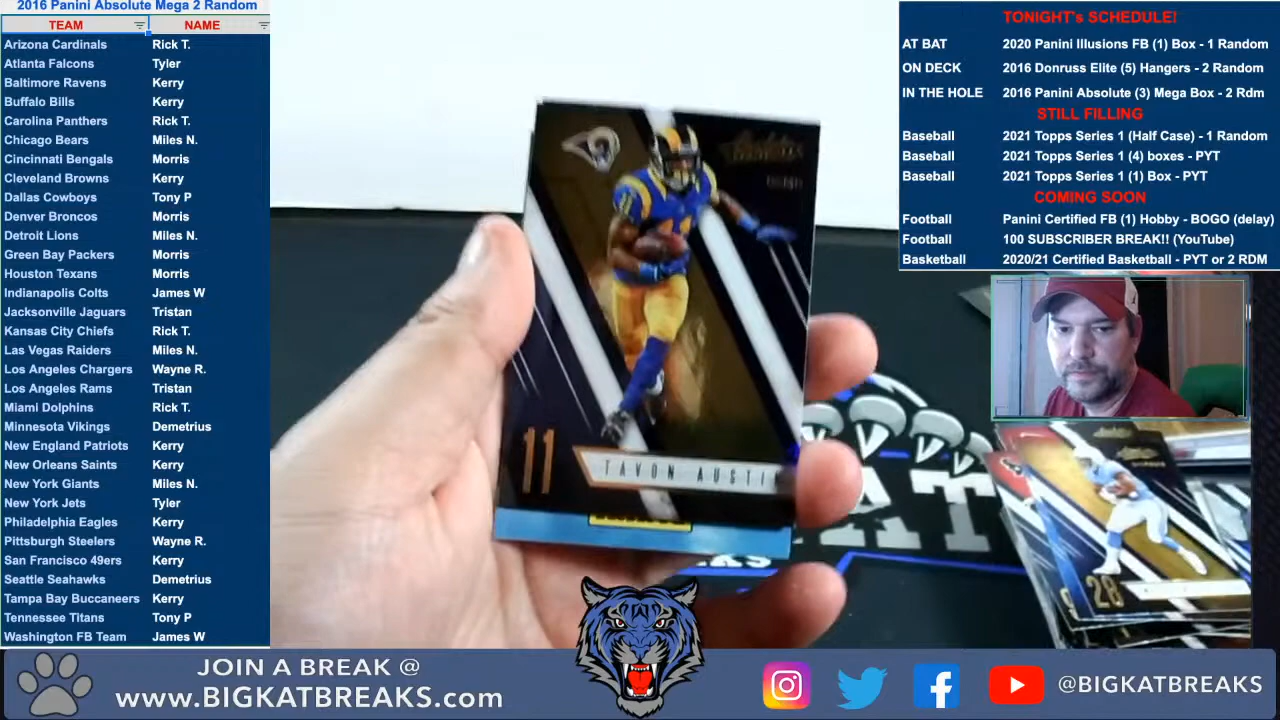 2016 Panini Absolute Mega 2 Random
TEAM NAME
Arizona Cardinals Rick T.
Atlanta Falcons Tyler
Baltimore Ravens Kerry
Buffalo Bills Kerry
Carolina Panthers Rick T.
Chicago Bears Miles N.
Cincinnati Bengals Morris
Cleveland Browns Kerry
Dallas Cowboys Tony P
Denver Broncos Morris
Detroit Lions Miles N.
Green Bay Packers Morris
Houston Texans Morris
Indianapolis Colts James W
Jacksonville Jaguars Tristan
Kansas City Chiefs Rick T.
Las Vegas Raiders Miles N.
Los Angeles Chargers Wayne R.
Los Angeles Rams Tristan
Miami Dolphins Rick T.
Minnesota Vikings Demetrius
New England Patriots Kerry
New Orleans Saints Kerry
New York Giants Miles N.
New York Jets Tyler
Philadelphia Eagles Kerry
Pittsburgh Steelers Wayne R.
San Francisco 49ers Kerry
Seattle Seahawks Demetrius
Tampa Bay Buccaneers Kerry
Tennessee Titans Tony P
Washington FB Team James W
11
TAVON AUSTIN
TONIGHT's SCHEDULE!
AT BAT 2020 Panini Illusions FB (1) Box - 1 Random
ON DECK 2016 Donruss Elite (5) Hangers - 2 Random
IN THE HOLE 2016 Panini Absolute (3) Mega Box - 2 Rdm
STILL FILLING
Baseball 2021 Topps Series 1 (Half Case) - 1 Random
Baseball 2021 Topps Series 1 (4) boxes - PYT
Baseball 2021 Topps Series 1 (1) Box - PYT
COMING SOON
Football Panini Certified FB (1) Hobby - BOGO (delay)
Football 100 SUBSCRIBER BREAK!! (YouTube)
Basketball 2020/21 Certified Basketball - PYT or 2 RDM
28
JOIN A BREAK @
www.BIGKATBREAKS.com
@BIGKATBREAKS